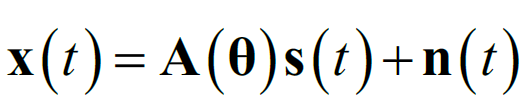 x(t) = A(θ)s(t)+n(t)